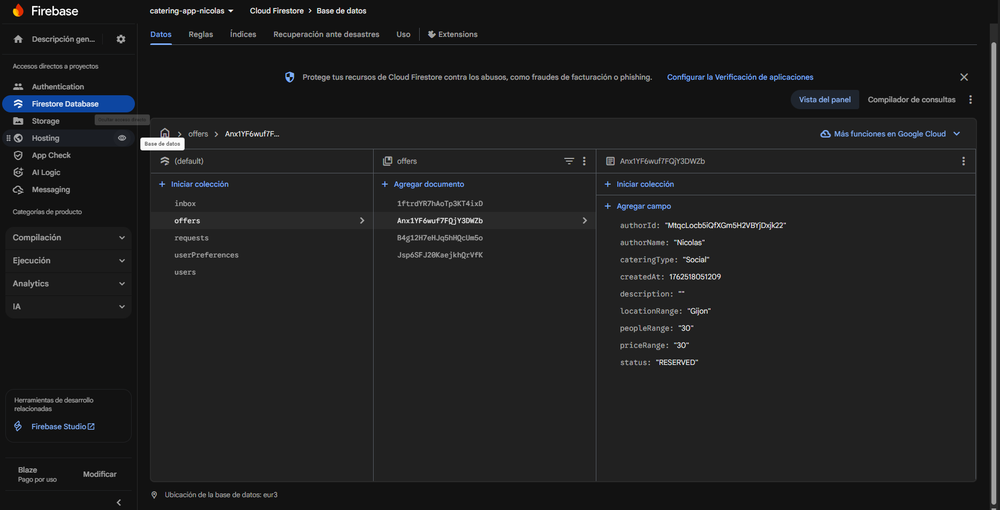 Firebase
catering-app-nicolas
Cloud Firestore > Base de datos
Descripción gen...
Datos
Reglas
Índices
Recuperación ante desastres
Uso
Extensions
Accesos directos a proyectos
Authentication
Firestore Database
Storage
Ocultar acceso directo
Hosting
App Check
AI Logic
Messaging
Categorías de producto
Compilación
Ejecución
Analytics
IA
Herramientas de desarrollo
relacionadas
Firebase Studio
Blaze
Pago por uso
Modificar
Protege tus recursos de Cloud Firestore contra los abusos, como fraudes de facturación o phishing.
Configurar la Verificación de aplicaciones
Vista del panel
Compilador de consultas
> offers > Anx1YF6wuf7F...
Base de datos
Más funciones en Google Cloud
(default)
+ Iniciar colección
inbox
offers
requests
userPreferences
users
offers
+ Agregar documento
1ftrdYR7hAoTp3KT4ixD
Anx1YF6wuf7FQjY3DWZb
B4g12H7eHJq5hHQcUm5o
Jsp6SFJ20KaejkhQrVfK
Anx1YF6wuf7FQjY3DWZb
+ Iniciar colección
+ Agregar campo
authorId: "MtqcLocb5iQfXGm5H2VBYjDxjk22"
authorName: "Nicolas"
cateringType: "Social"
createdAt: 1762518051209
description: ""
locationRange: "Gijon"
peopleRange: "30"
priceRange: "30"
status: "RESERVED"
Ubicación de la base de datos: eur3